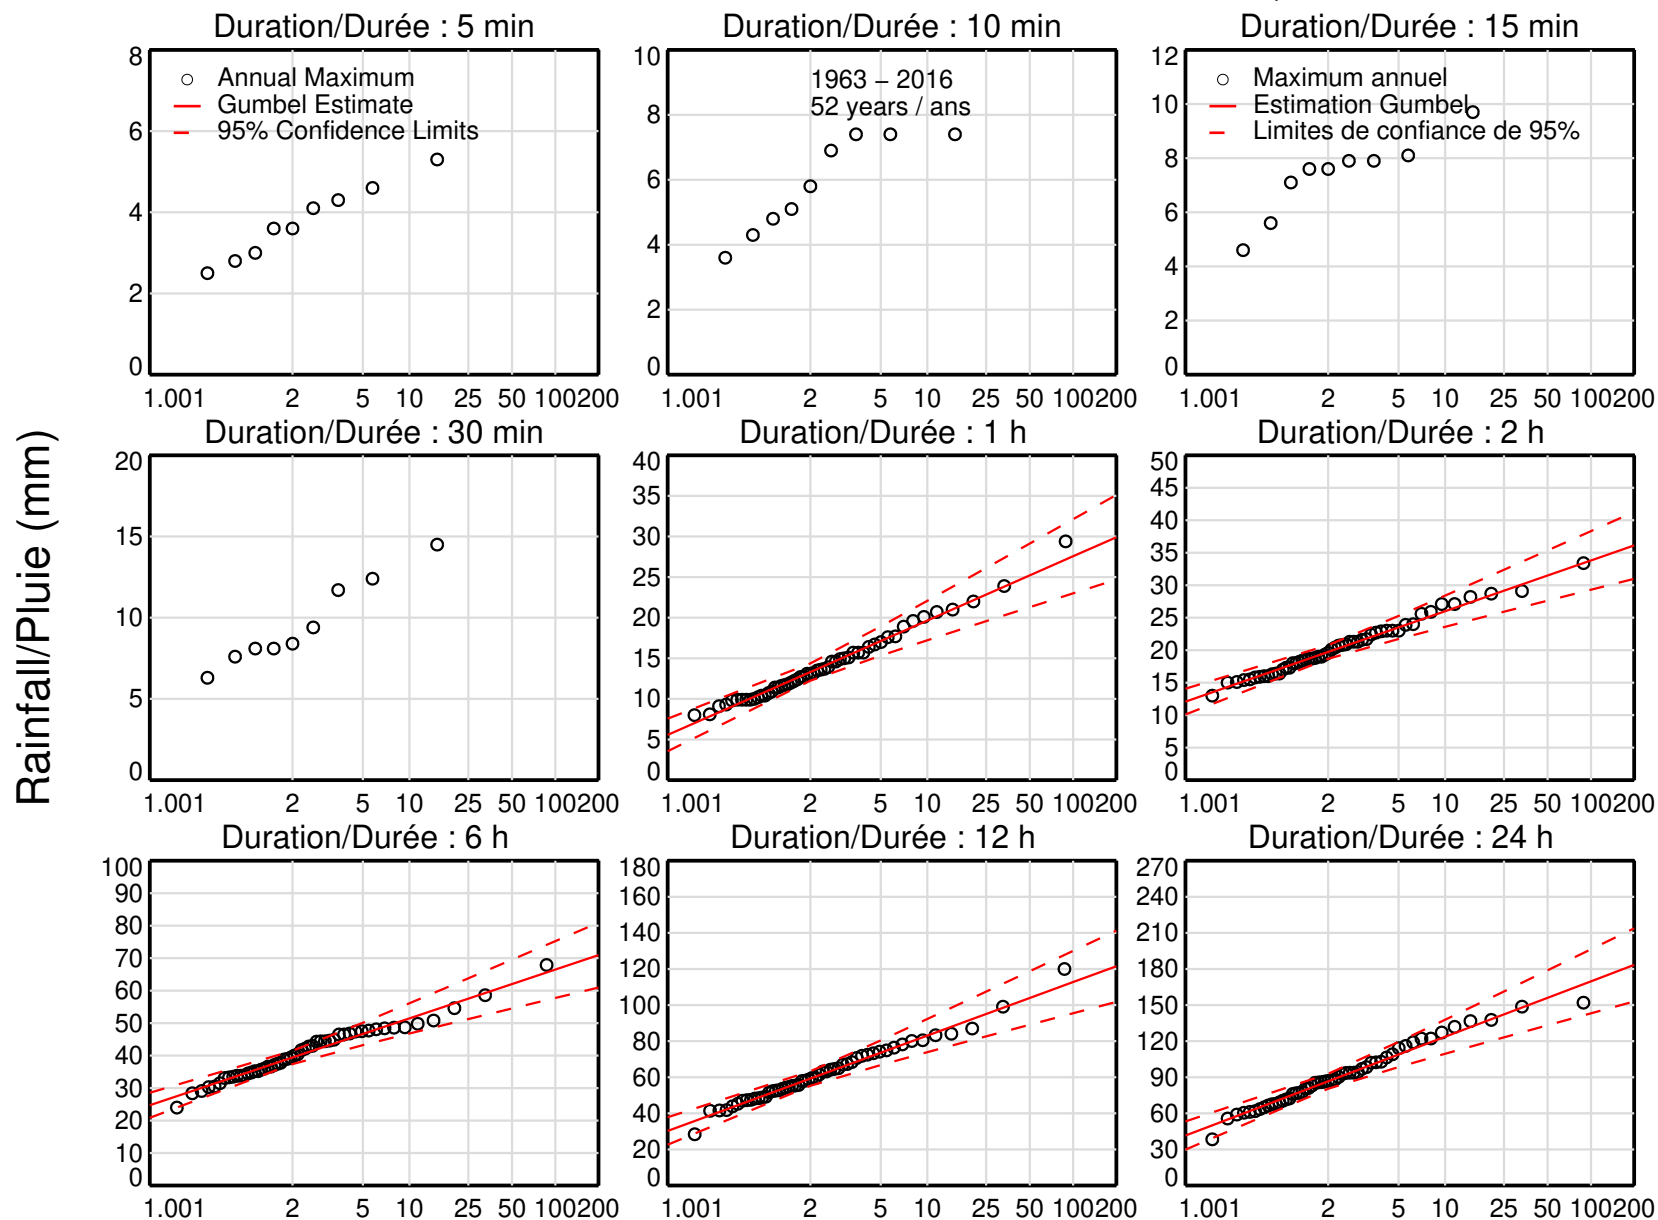 Duration/Durée : 5 min
Duration/Durée : 10 min
Duration/Durée : 15 min
8
6
4
2
0
○ Annual Maximum
Gumbel Estimate
95% Confidence Limits
1.001 2 5 10 25 50 100200
10
8
6
4
2
0
1963 – 2016
52 years / ans
1.001 2 5 10 25 50 100200
12
10
8
6
4
2
0
○ Maximum annuel
Estimation Gumbel
Limites de confiance de 95%
1.001 2 5 10 25 50 100200
Rainfall/Pluie (mm)
Duration/Durée : 30 min
Duration/Durée : 1 h
Duration/Durée : 2 h
20
15
10
5
0
1.001 2 5 10 25 50 100200
40
35
30
25
20
15
10
5
0
1.001 2 5 10 25 50 100200
50
45
40
35
30
25
20
15
10
5
0
1.001 2 5 10 25 50 100200
Duration/Durée : 6 h
Duration/Durée : 12 h
Duration/Durée : 24 h
100
90
80
70
60
50
40
30
20
10
0
1.001 2 5 10 25 50 100200
180
160
140
120
100
80
60
40
20
0
1.001 2 5 10 25 50 100200
270
240
210
180
150
120
90
60
30
0
1.001 2 5 10 25 50 100200